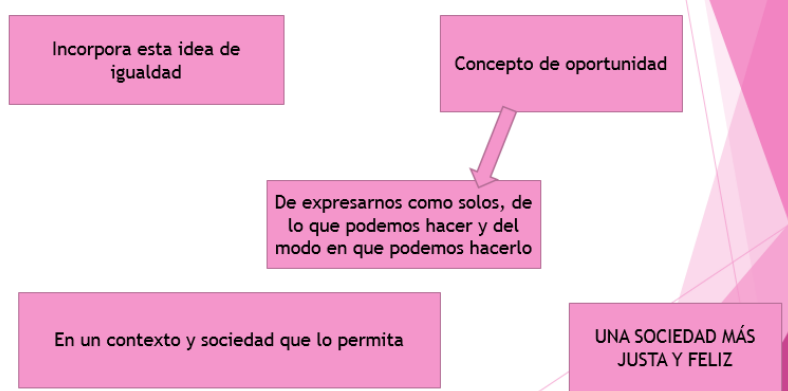 Incorpora esta idea de
igualdad
Concepto de oportunidad
De expresarnos como solos, de
lo que podemos hacer y del
modo en que podemos hacerlo
En un contexto y sociedad que lo permita
UNA SOCIEDAD MÁS
JUSTA Y FELIZ